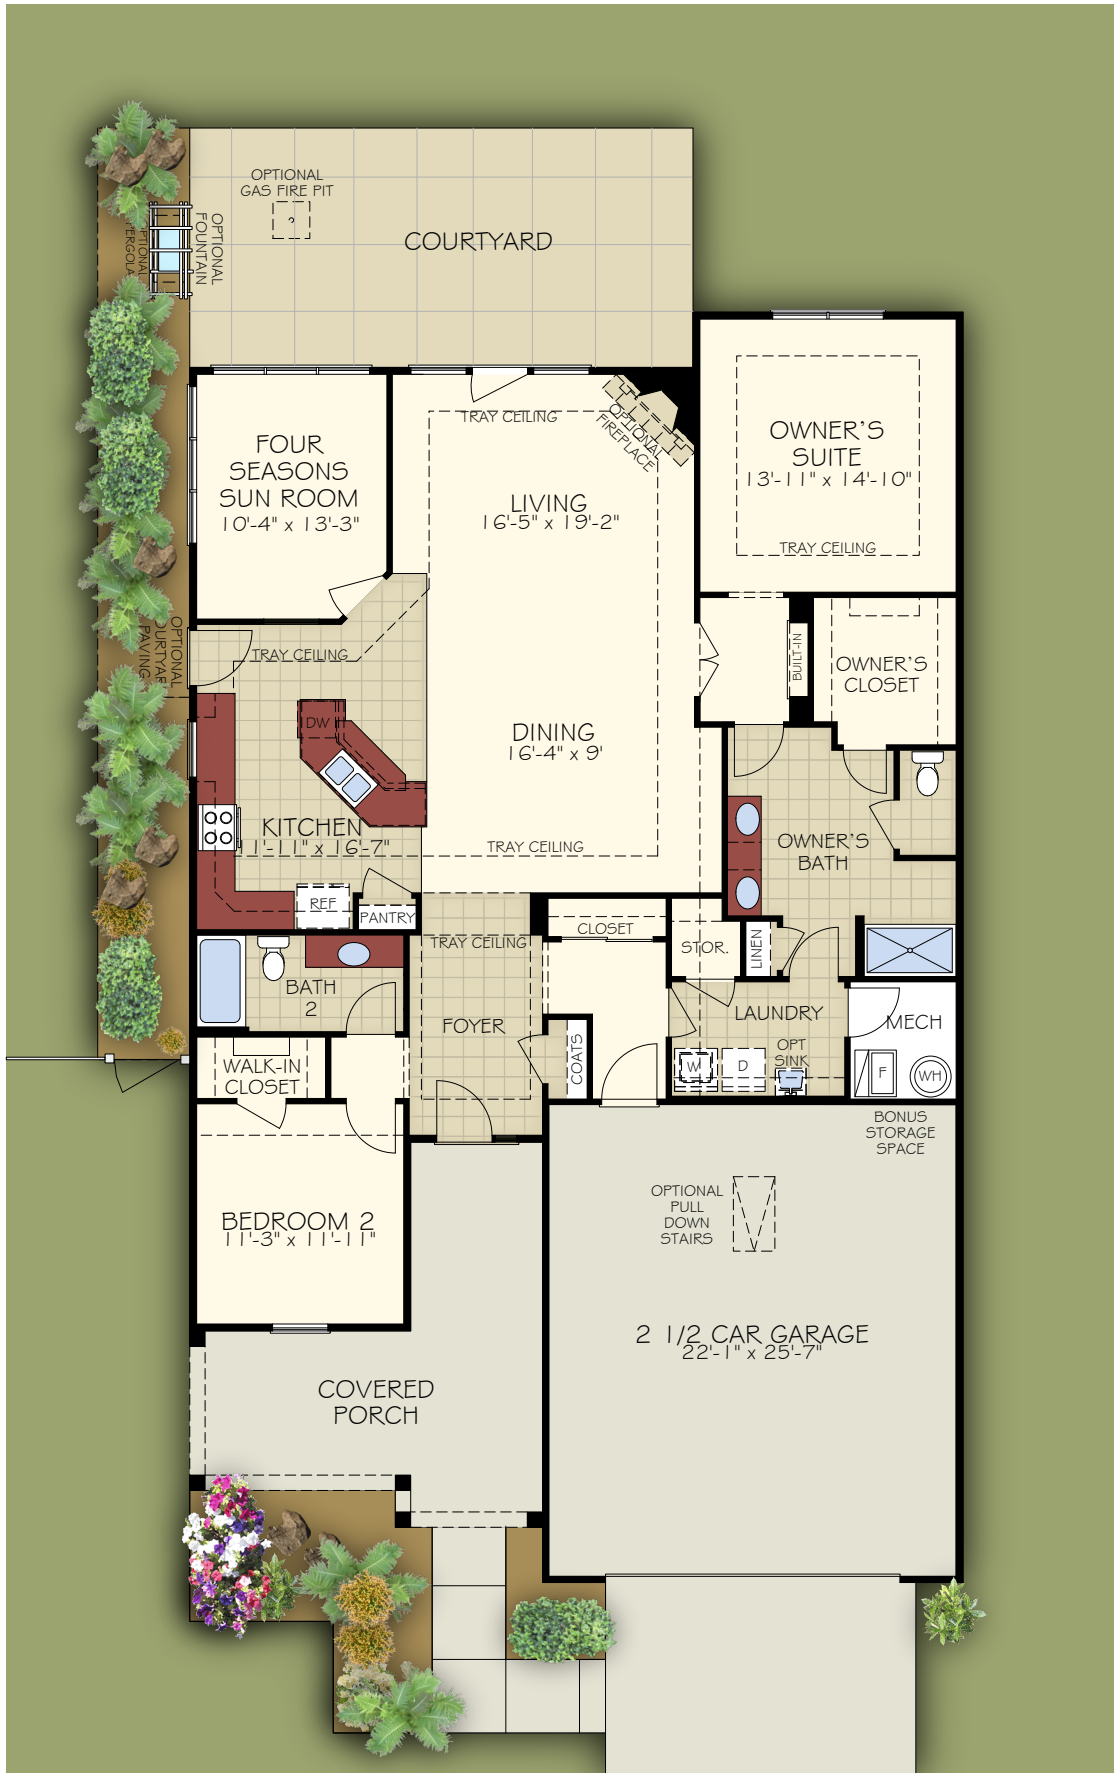 OPTIONAL
GAS FIRE PIT
COURTYARD
OPTIONAL
FOUNTAIN
OPTIONAL
PERGOLA
TRAY CEILING
OPTIONAL
FIREPLACE
FOUR
SEASONS
SUN ROOM
10'-4" x 13'-3"
LIVING
16'-5" x 19'-2"
OWNER'S
SUITE
13'-11" x 14'-10"
TRAY CEILING
OPTIONAL
COURTYARD
PAVING
TRAY CEILING
BUILT-IN
OWNER'S
CLOSET
DW
DINING
16'-4" x 9'
KITCHEN
11'-11" x 16'-7"
TRAY CEILING
OWNER'S
BATH
REF
PANTRY
CLOSET
TRAY CEILING
STOR.
LINEN
BATH
2
FOYER
LAUNDRY
MECH
COATS
OPT
SINK
W
D
F
WH
WALK-IN
CLOSET
BONUS
STORAGE
SPACE
OPTIONAL
PULL
DOWN
STAIRS
BEDROOM 2
11'-3" x 11'-11"
2 1/2 CAR GARAGE
22'-1" x 25'-7"
COVERED
PORCH